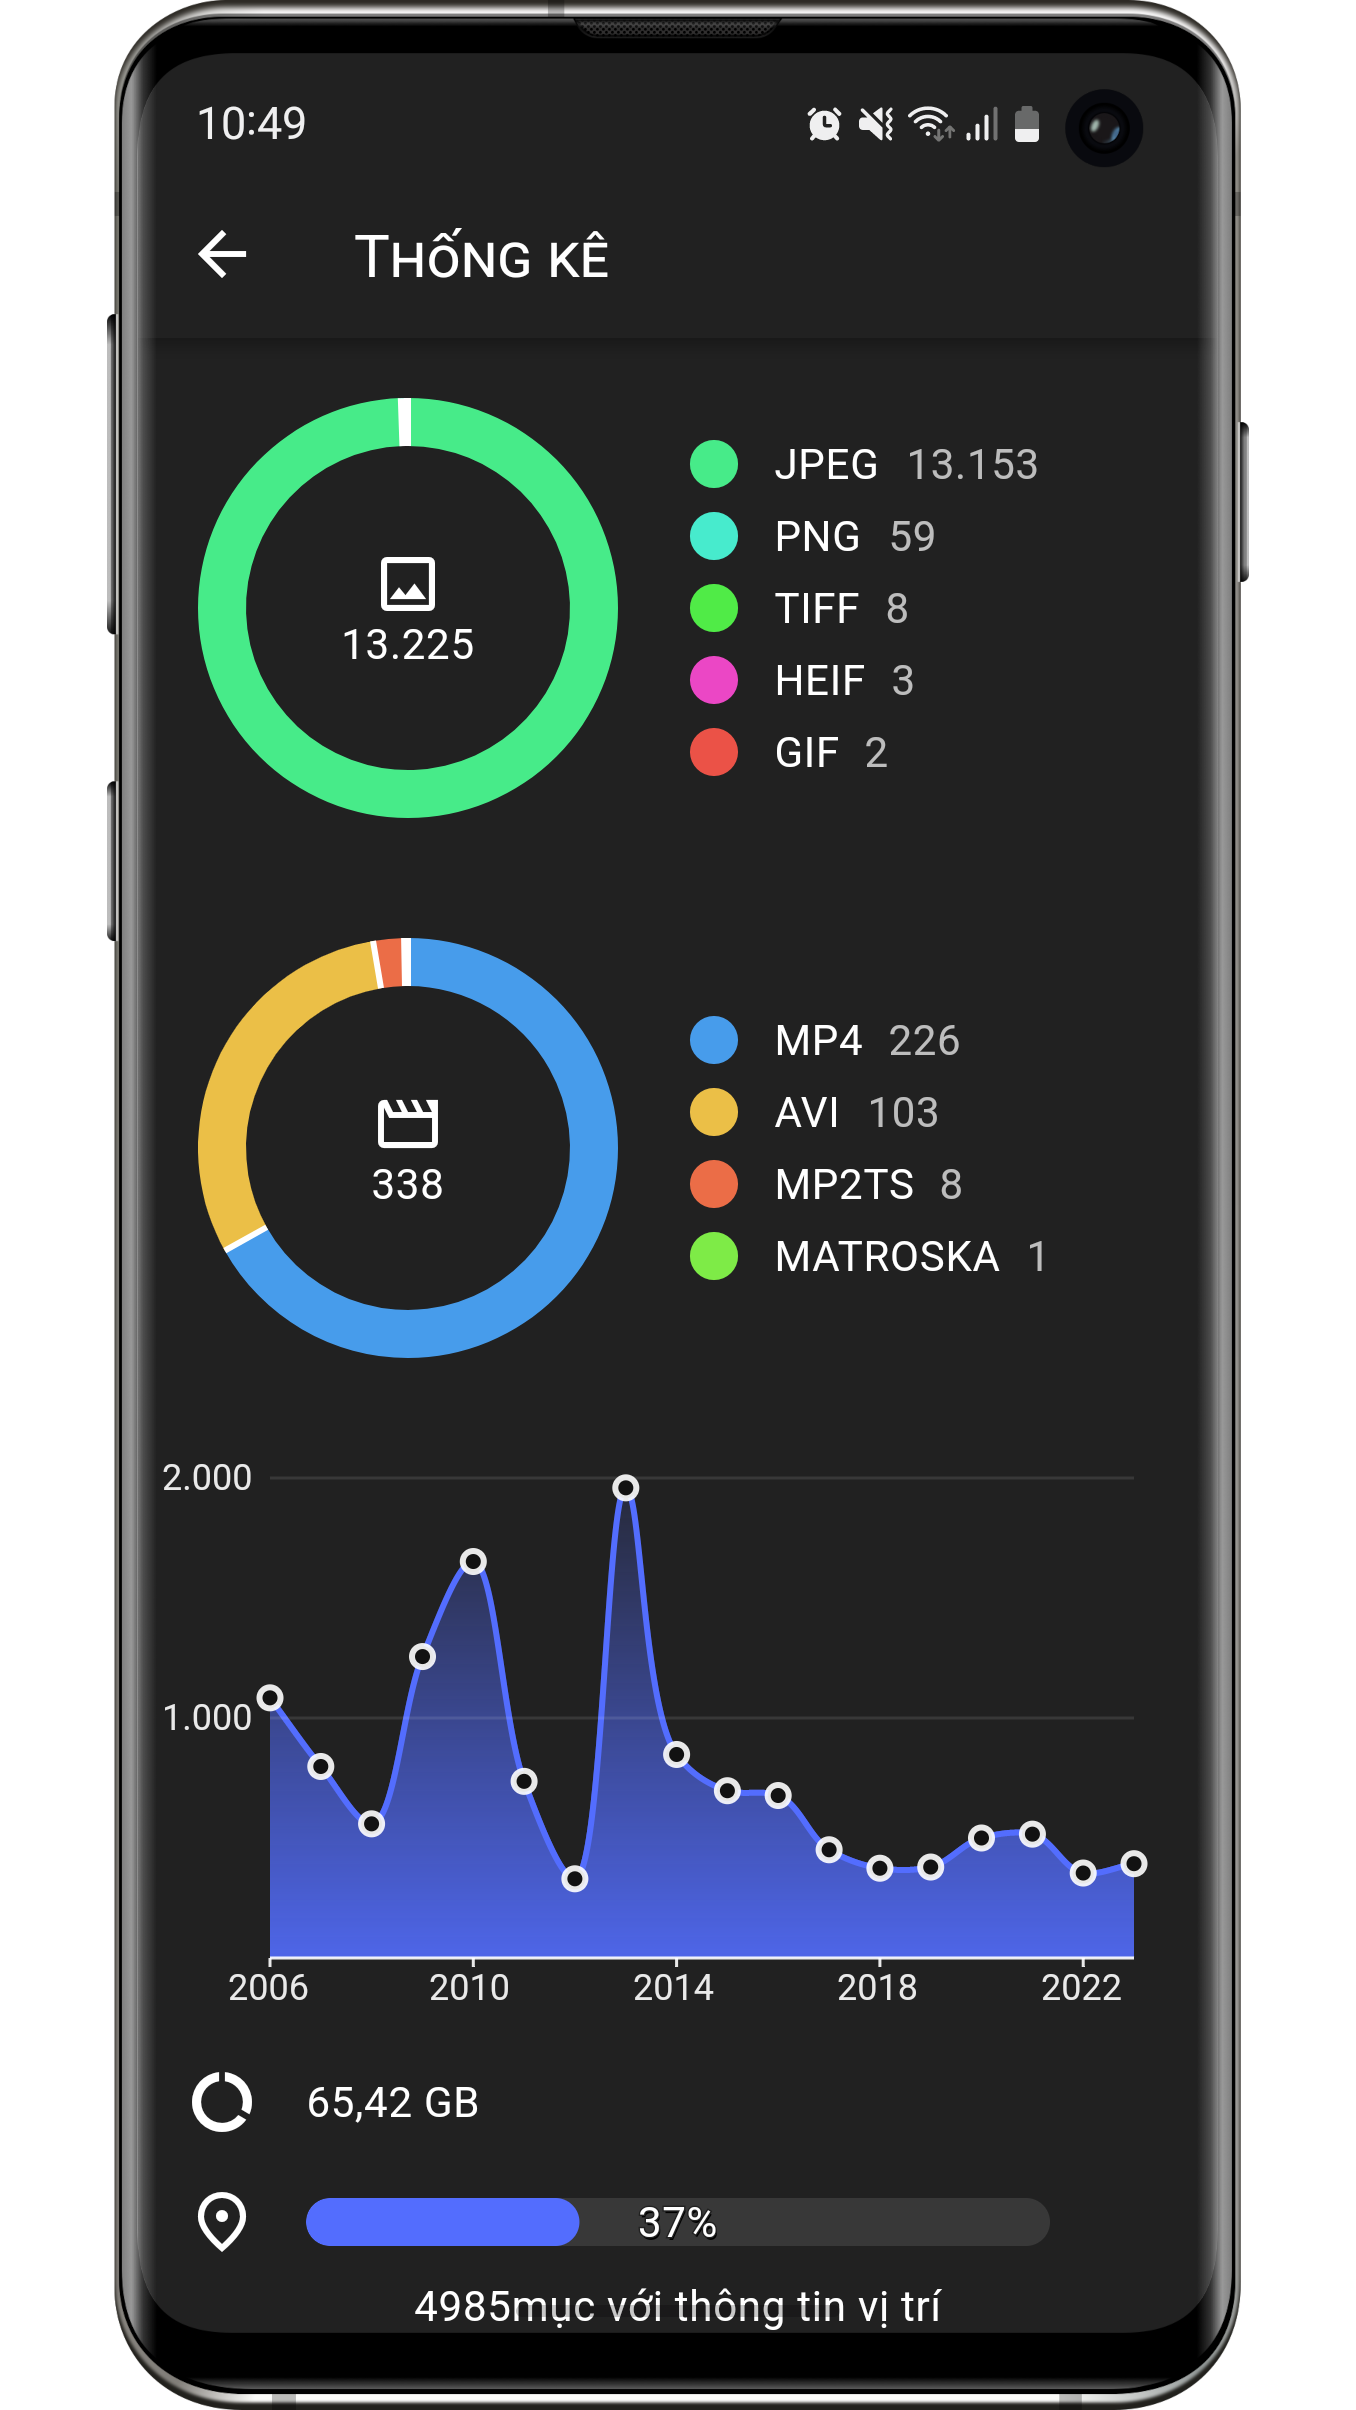 10:49
THỐNG KÊ
13.225
JPEG 13.153
PNG 59
TIFF 8
HEIF 3
GIF 2
338
MP4 226
AVI 103
MP2TS 8
MATROSKA 1
2.000
1.000
2006 2010 2014 2018 2022
65,42 GB
37%
4985mục với thông tin vị trí